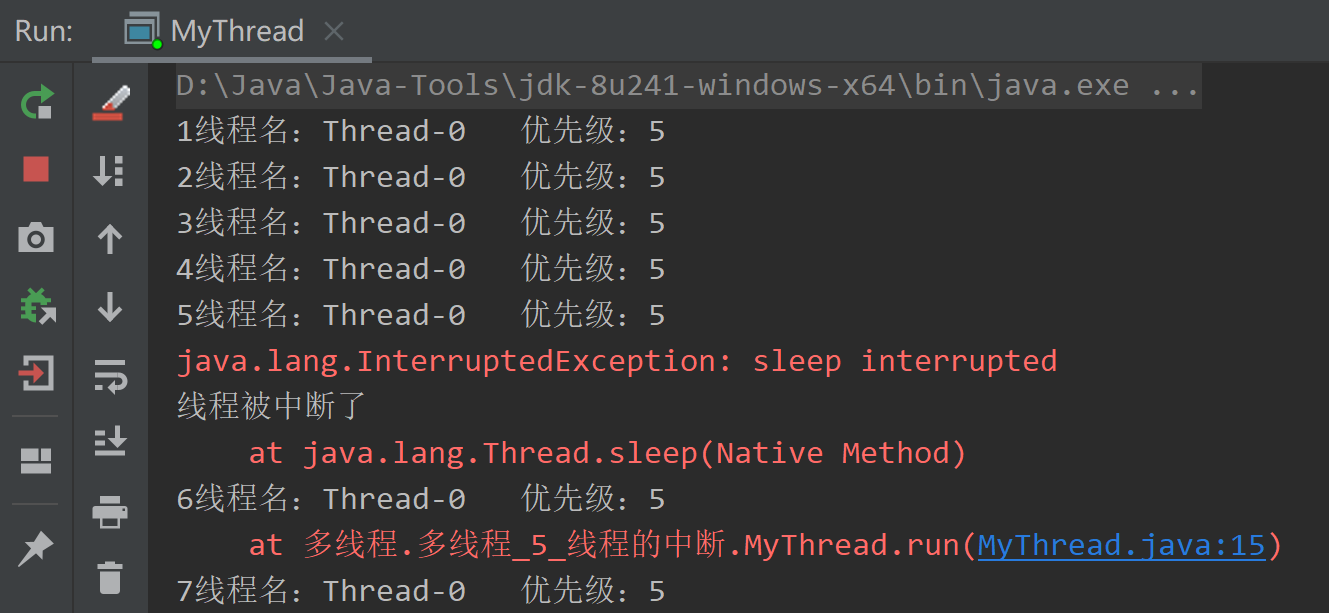 Run: MyThread
D:\Java\Java-Tools\jdk-8u241-windows-x64\bin\java.exe ...
1线程名：Thread-0   优先级：5
2线程名：Thread-0   优先级：5
3线程名：Thread-0   优先级：5
4线程名：Thread-0   优先级：5
5线程名：Thread-0   优先级：5
java.lang.InterruptedException: sleep interrupted
线程被中断了
    at java.lang.Thread.sleep(Native Method)
6线程名：Thread-0   优先级：5
    at 多线程.多线程_5_线程的中断.MyThread.run(MyThread.java:15)
7线程名：Thread-0   优先级：5